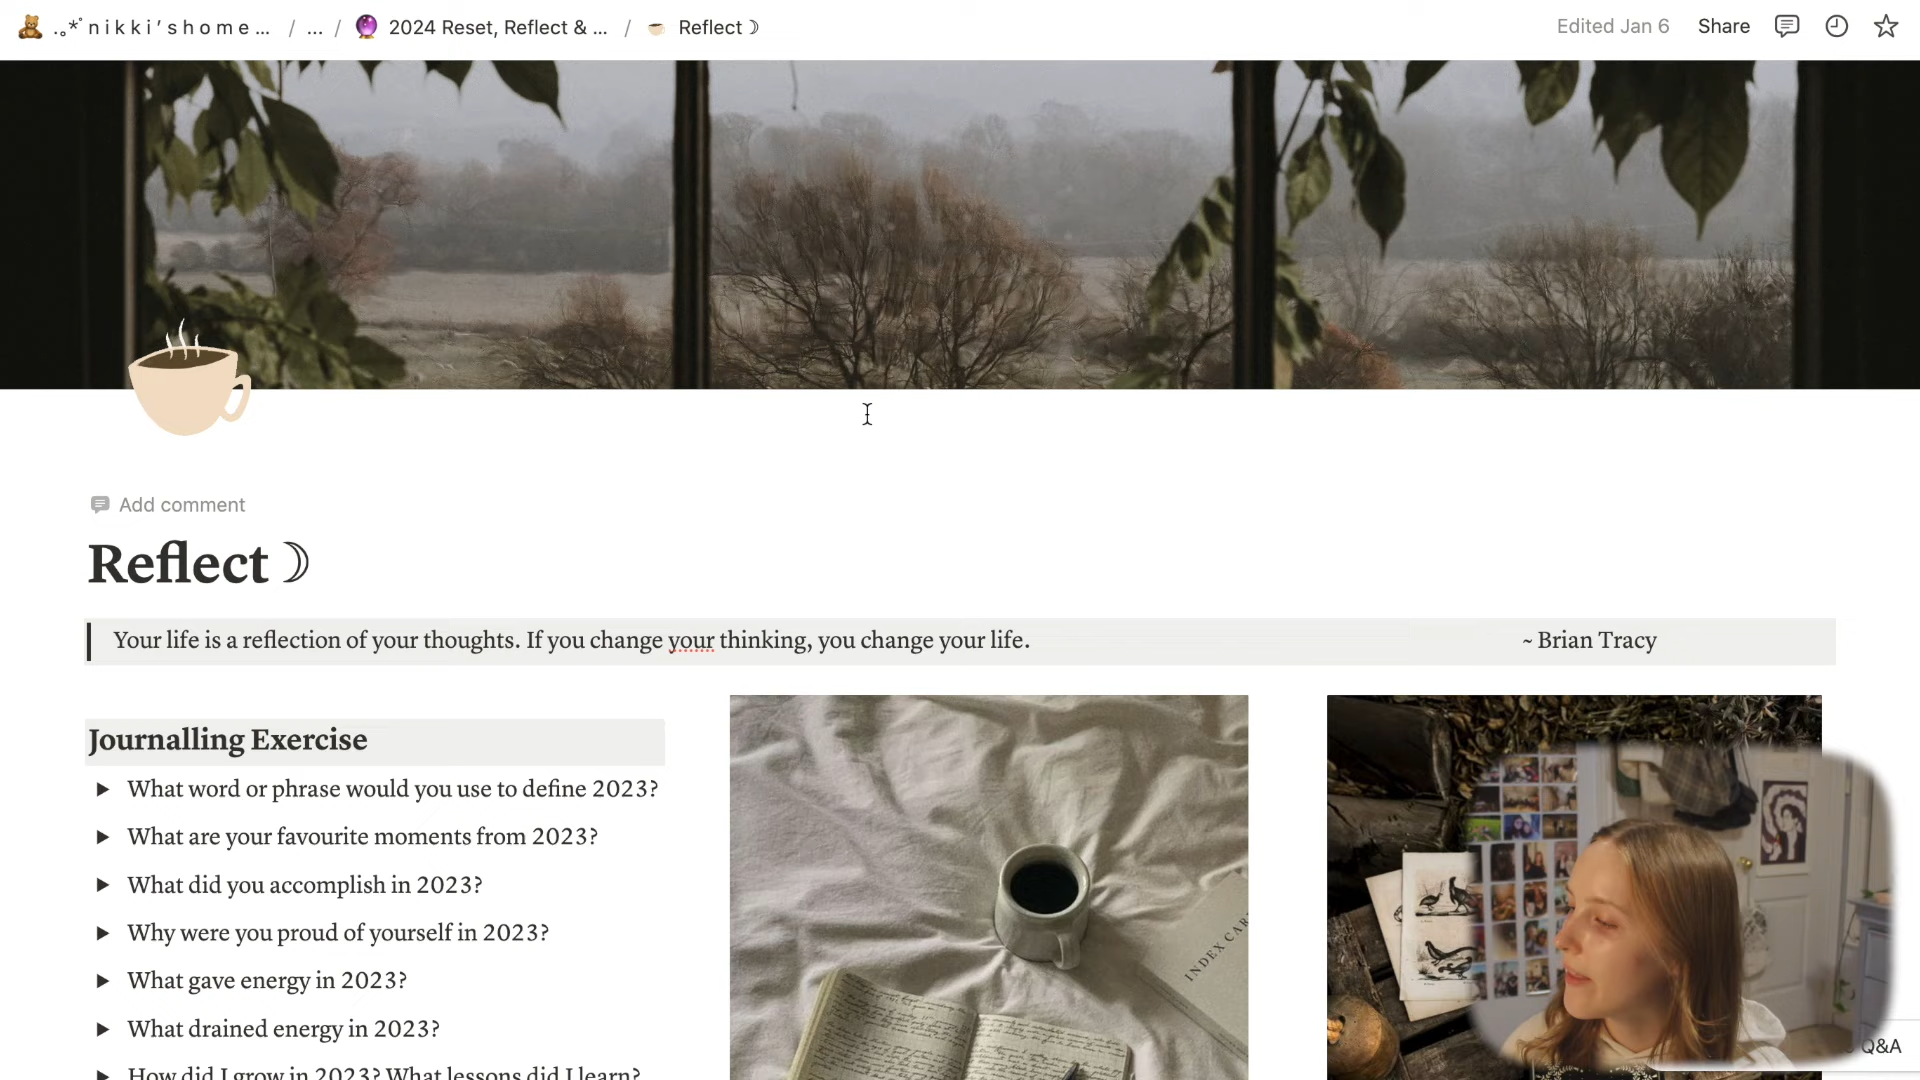 .｡*ﾟn i k k i ' s h o m e ... / ... / 2024 Reset, Reflect & ... / Reflect☽
Edited Jan 6 Share
Add comment
Reflect☽
Your life is a reflection of your thoughts. If you change your thinking, you change your life. ~ Brian Tracy
Journalling Exercise
What word or phrase would you use to define 2023?
What are your favourite moments from 2023?
What did you accomplish in 2023?
Why were you proud of yourself in 2023?
What gave energy in 2023?
What drained energy in 2023?
How did I grow in 2023? What lessons did I learn?
INDEX CAR
Q&A